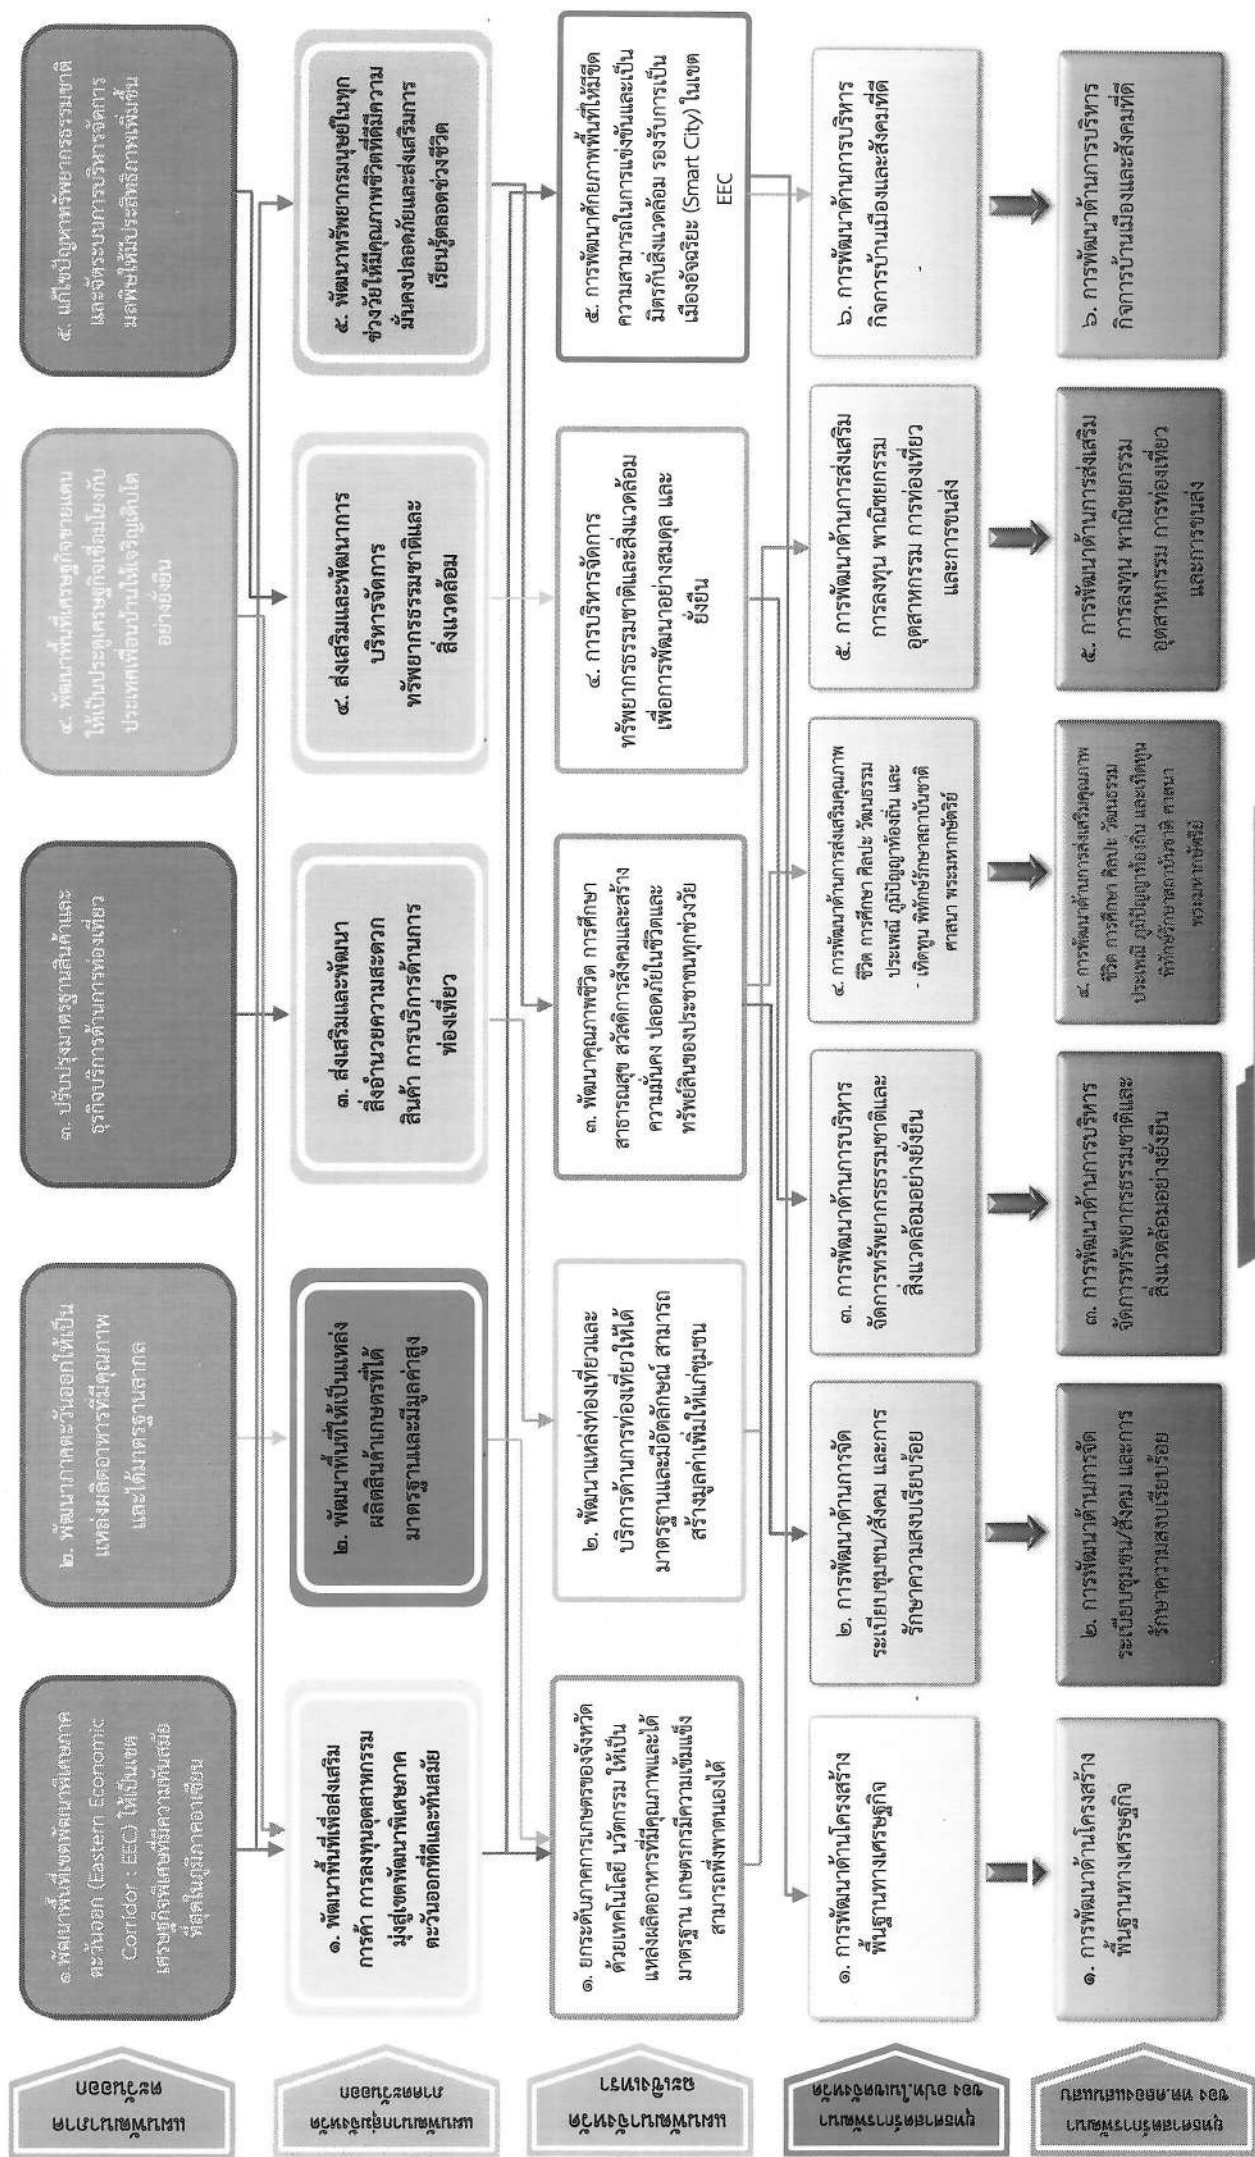 แผนพัฒนาภาค
ตะวันออก
๑.พัฒนาพื้นที่เขตพัฒนาพิเศษภาค
ตะวันออก (Eastern Economic
Corridor : EEC) ให้เป็นเขต
เศรษฐกิจพิเศษที่มีความทันสมัย
ที่สุดในภูมิภาคอาเซียน
๒. พัฒนาภาคตะวันออกให้เป็น
แหล่งผลิตอาหารที่มีคุณภาพ
และได้มาตรฐานสากล
๓. ปรับปรุงมาตรฐานสินค้าและ
ธุรกิจบริการด้านการท่องเที่ยว
๔. พัฒนาพื้นที่เศรษฐกิจชายแดน
ให้เป็นประตูเศรษฐกิจเชื่อมโยงกับ
ประเทศเพื่อนบ้านให้เจริญเติบโต
อย่างยั่งยืน
๕. แก้ไขปัญหาทรัพยากรธรรมชาติ
และจัดระบบการบริหารจัดการ
มลพิษให้มีประสิทธิภาพเพิ่มขึ้น
แผนพัฒนากลุ่มจังหวัด
ภาคตะวันออก
๑. พัฒนาพื้นที่เพื่อส่งเสริม
การค้า การลงทุนอุตสาหกรรม
มุ่งสู่เขตพัฒนาพิเศษภาค
ตะวันออกที่ดีและทันสมัย
๒. พัฒนาพื้นที่ให้เป็นแหล่ง
ผลิตสินค้าเกษตรที่ได้
มาตรฐานและมีมูลค่าสูง
๓. ส่งเสริมและพัฒนา
สิ่งอำนวยความสะดวก
สินค้า การบริการด้านการ
ท่องเที่ยว
๔. ส่งเสริมและพัฒนาการ
บริหารจัดการ
ทรัพยากรธรรมชาติและ
สิ่งแวดล้อม
๕. พัฒนาทรัพยากรมนุษย์ในทุก
ช่วงวัยให้มีคุณภาพชีวิตที่ดีมีความ
มั่นคงปลอดภัยและส่งเสริมการ
เรียนรู้ตลอดช่วงชีวิต
แผนพัฒนาจังหวัด
ฉะเชิงเทรา
๑. ยกระดับภาคการเกษตรของจังหวัด
ด้วยเทคโนโลยี นวัตกรรม ให้เป็น
แหล่งผลิตอาหารที่มีคุณภาพและได้
มาตรฐาน เกษตรกรมีความเข้มแข็ง
สามารถพึ่งพาตนเองได้
๒. พัฒนาแหล่งท่องเที่ยวและ
บริการด้านการท่องเที่ยวให้ได้
มาตรฐานและมีอัตลักษณ์ สามารถ
สร้างมูลค่าเพิ่มให้แก่ชุมชน
๓. พัฒนาคุณภาพชีวิต การศึกษา
สาธารณสุข สวัสดิการสังคมและสร้าง
ความมั่นคง ปลอดภัยในชีวิตและ
ทรัพย์สินของประชาชนทุกช่วงวัย
๔. การบริหารจัดการ
ทรัพยากรธรรมชาติและสิ่งแวดล้อม
เพื่อการพัฒนาอย่างสมดุล และ
ยั่งยืน
๕. การพัฒนาศักยภาพพื้นที่ให้มีขีด
ความสามารถในการแข่งขันและเป็น
มิตรกับสิ่งแวดล้อม รองรับการเป็น
เมืองอัจฉริยะ (Smart City) ในเขต
EEC
ยุทธศาสตร์การพัฒนา
ของ อปท.ในเขตจังหวัด
๑. การพัฒนาด้านโครงสร้าง
พื้นฐานทางเศรษฐกิจ
๒. การพัฒนาด้านการจัด
ระเบียบชุมชน/สังคม และการ
รักษาความสงบเรียบร้อย
๓. การพัฒนาด้านการบริหาร
จัดการทรัพยากรธรรมชาติและ
สิ่งแวดล้อมอย่างยั่งยืน
๔. การพัฒนาด้านการส่งเสริมคุณภาพ
ชีวิต การศึกษา ศิลปะ วัฒนธรรม
ประเพณี ภูมิปัญญาท้องถิ่น และ
เทิดทูน พิทักษ์รักษาสถาบันชาติ
ศาสนา พระมหากษัตริย์
๕. การพัฒนาด้านการส่งเสริม
การลงทุน พาณิชยกรรม
อุตสาหกรรม การท่องเที่ยว
และการขนส่ง
๖. การพัฒนาด้านการบริหาร
กิจการบ้านเมืองและสังคมที่ดี
ยุทธศาสตร์การพัฒนา
ของ ทต.คลองแสนแสบ
๑. การพัฒนาด้านโครงสร้าง
พื้นฐานทางเศรษฐกิจ
๒. การพัฒนาด้านการจัด
ระเบียบชุมชน/สังคม และการ
รักษาความสงบเรียบร้อย
๓. การพัฒนาด้านการบริหาร
จัดการทรัพยากรธรรมชาติและ
สิ่งแวดล้อมอย่างยั่งยืน
๔. การพัฒนาด้านการส่งเสริมคุณภาพ
ชีวิต การศึกษา ศิลปะ วัฒนธรรม
ประเพณี ภูมิปัญญาท้องถิ่น และเทิดทูน
พิทักษ์รักษาสถาบันชาติ ศาสนา
พระมหากษัตริย์
๕. การพัฒนาด้านการส่งเสริม
การลงทุน พาณิชยกรรม
อุตสาหกรรม การท่องเที่ยว
และการขนส่ง
๖. การพัฒนาด้านการบริหาร
กิจการบ้านเมืองและสังคมที่ดี